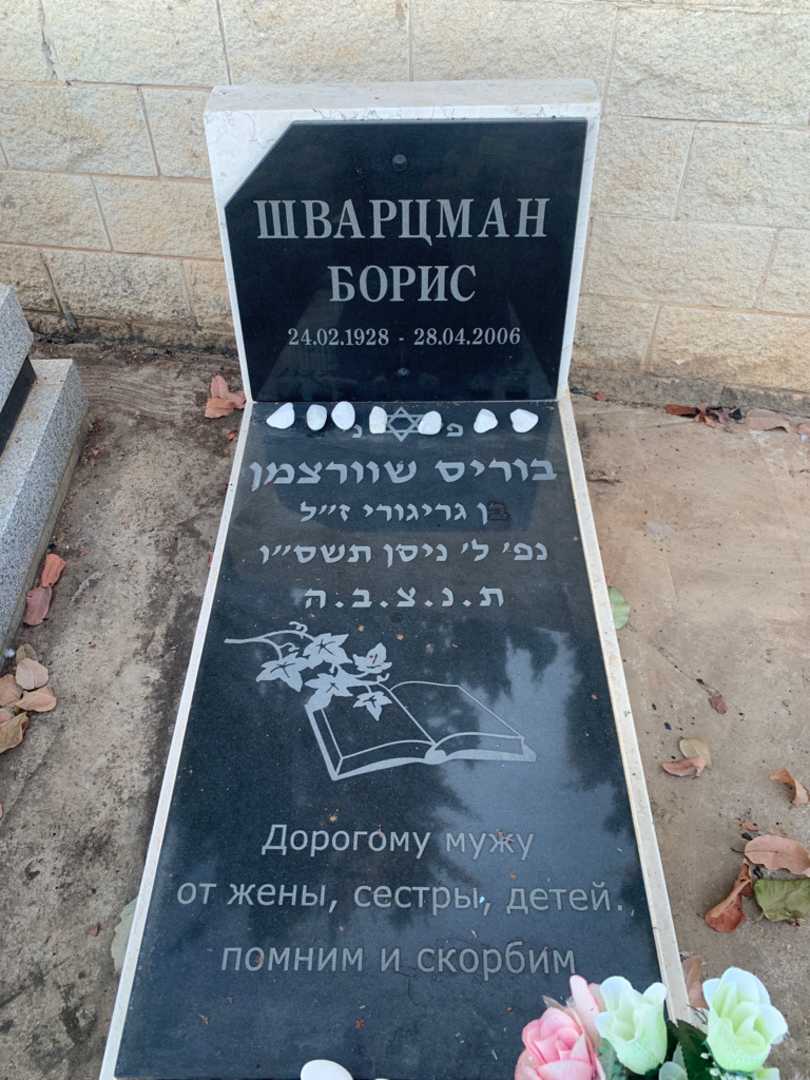 ШВАРЦМАН
БОРИС
24.02.1928 - 28.04.2006
פ נ
בוריס שוורצמן
בן גריגורי ז״ל
נפ׳ ל׳ ניסן תשס״ו
ת.נ.צ.ב.ה
Дорогому мужу
от жены, сестры, детей.
помним и скорбим